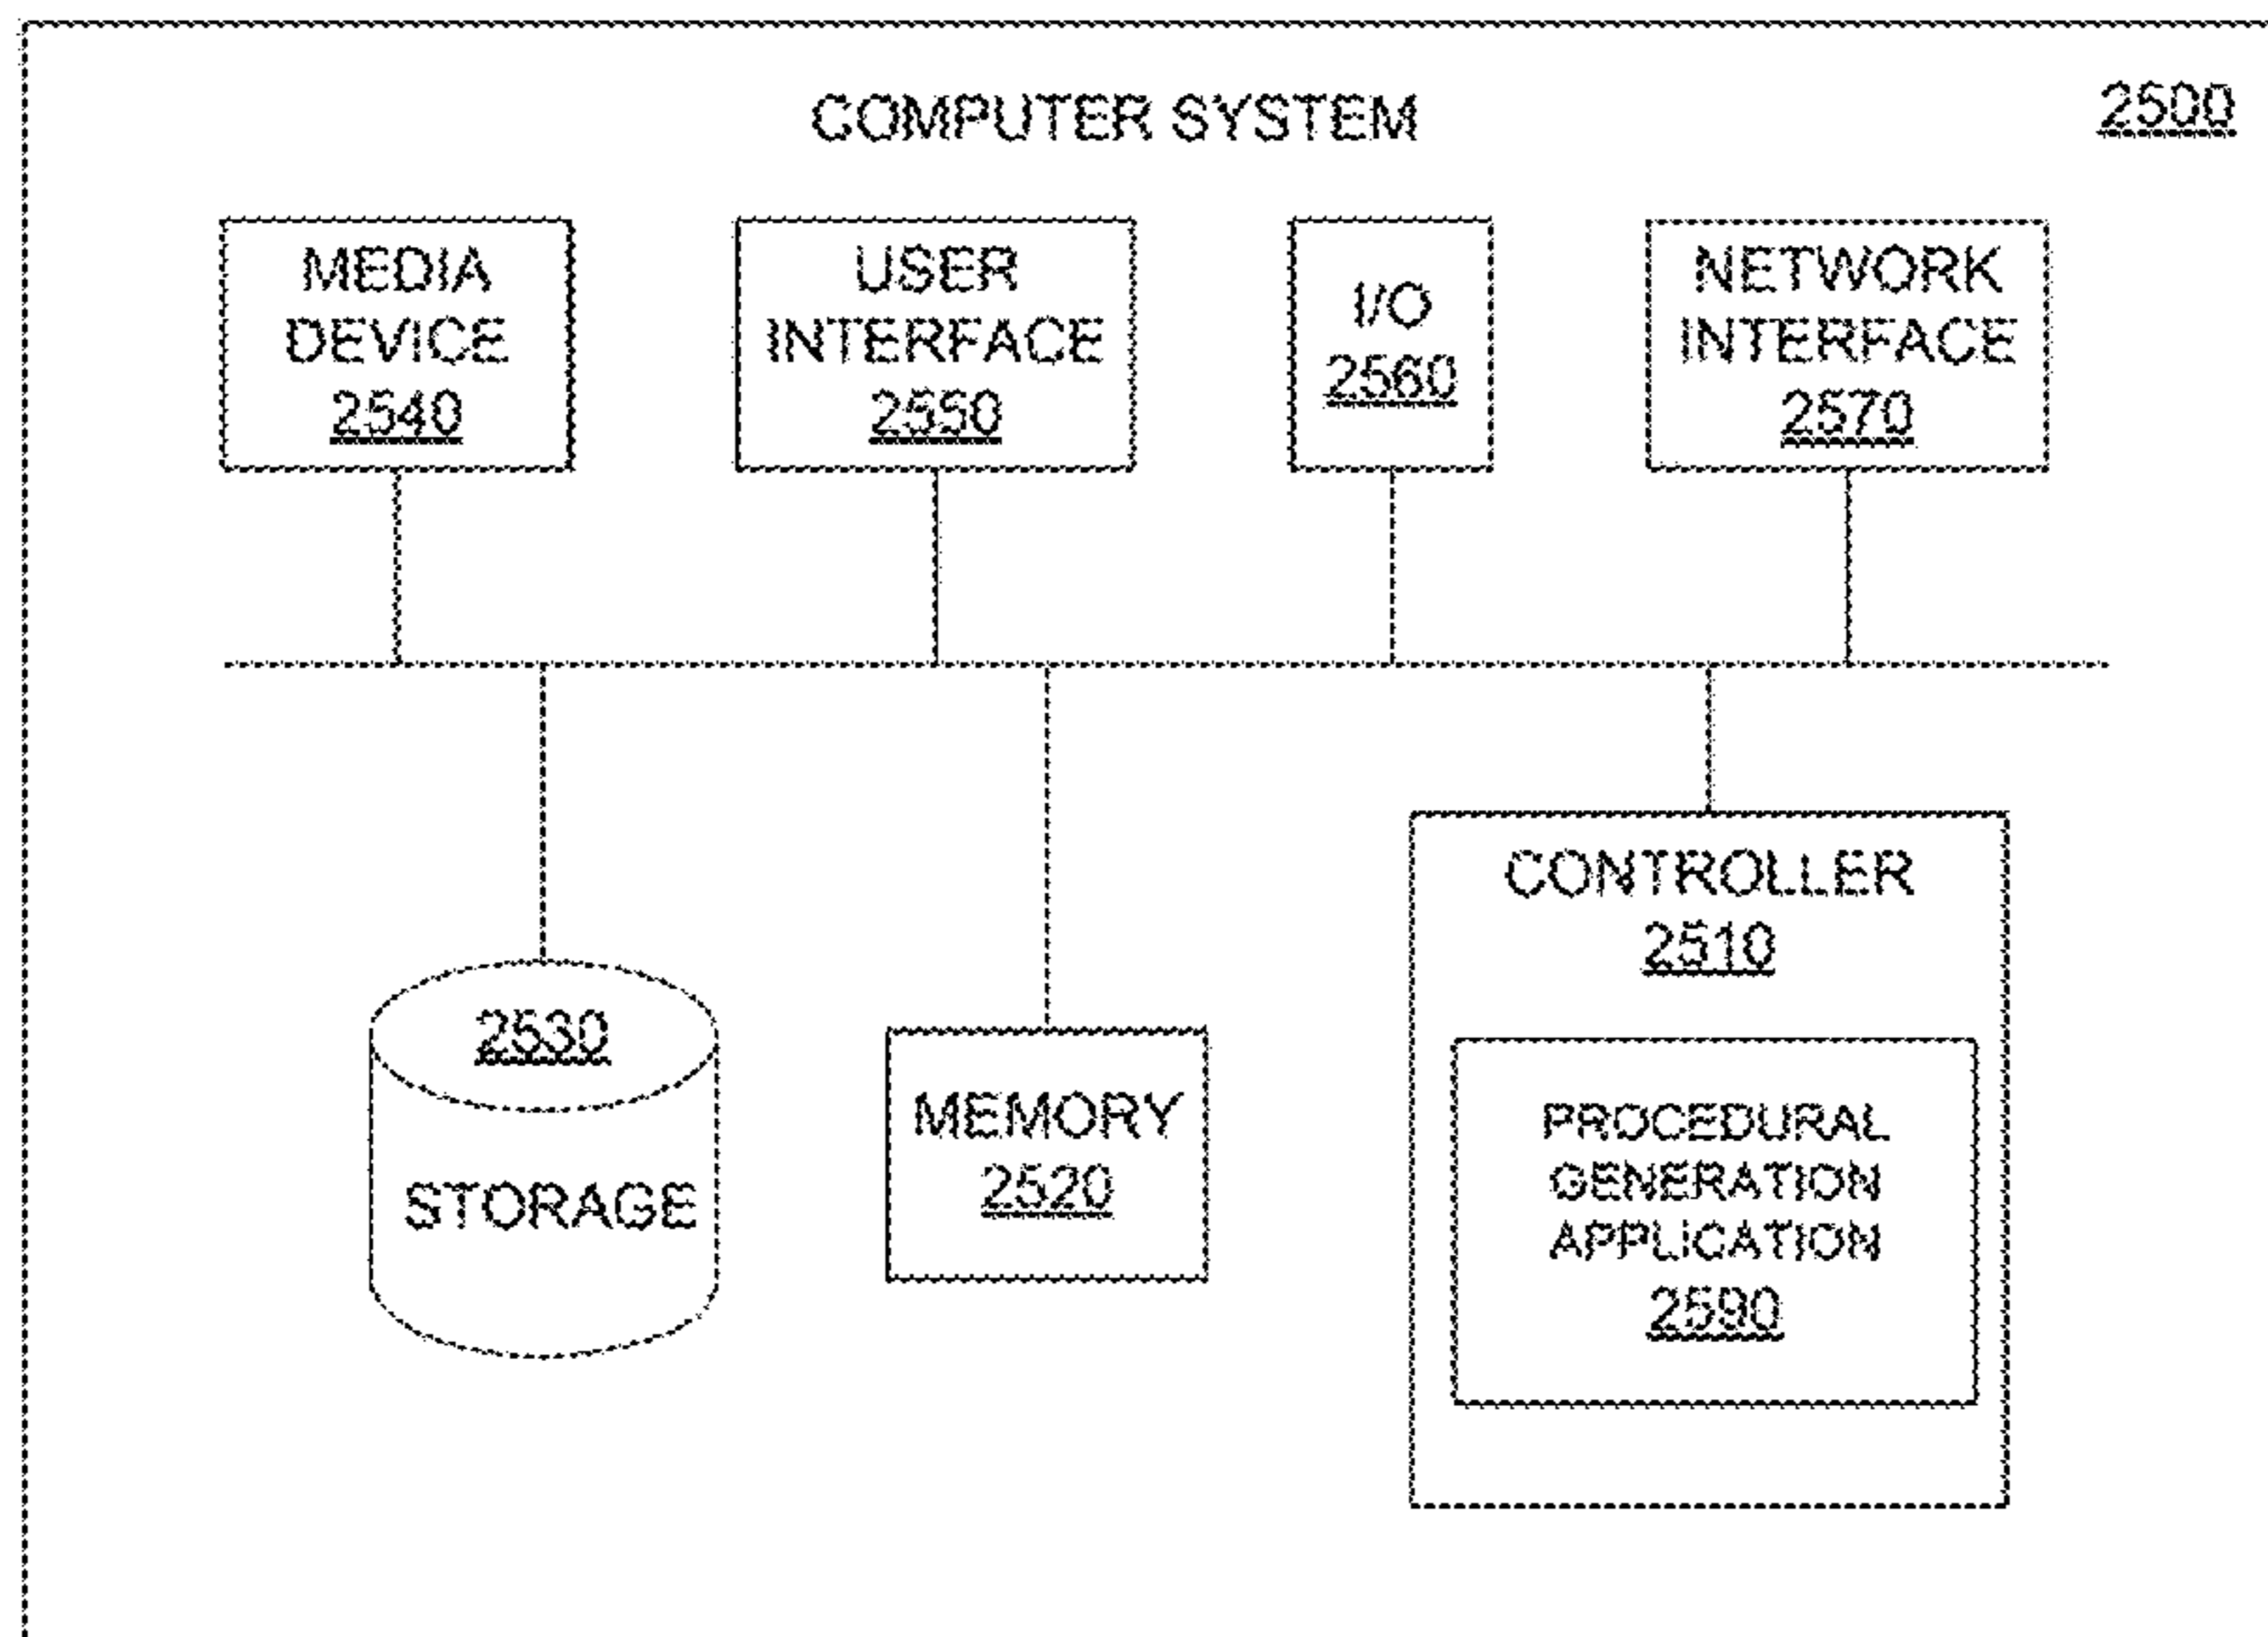 COMPUTER SYSTEM
2500
MEDIA
DEVICE
2540
USER
INTERFACE
2550
I/O
2560
NETWORK
INTERFACE
2570
2530
STORAGE
MEMORY
2520
CONTROLLER
2510
PROCEDURAL
GENERATION
APPLICATION
2590